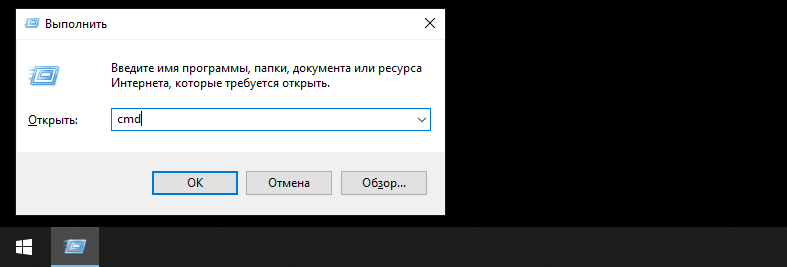 Выполнить
Введите имя программы, папки, документа или ресурса
Интернета, которые требуется открыть.
Открыть:
cmd
OK
Отмена
Обзор...